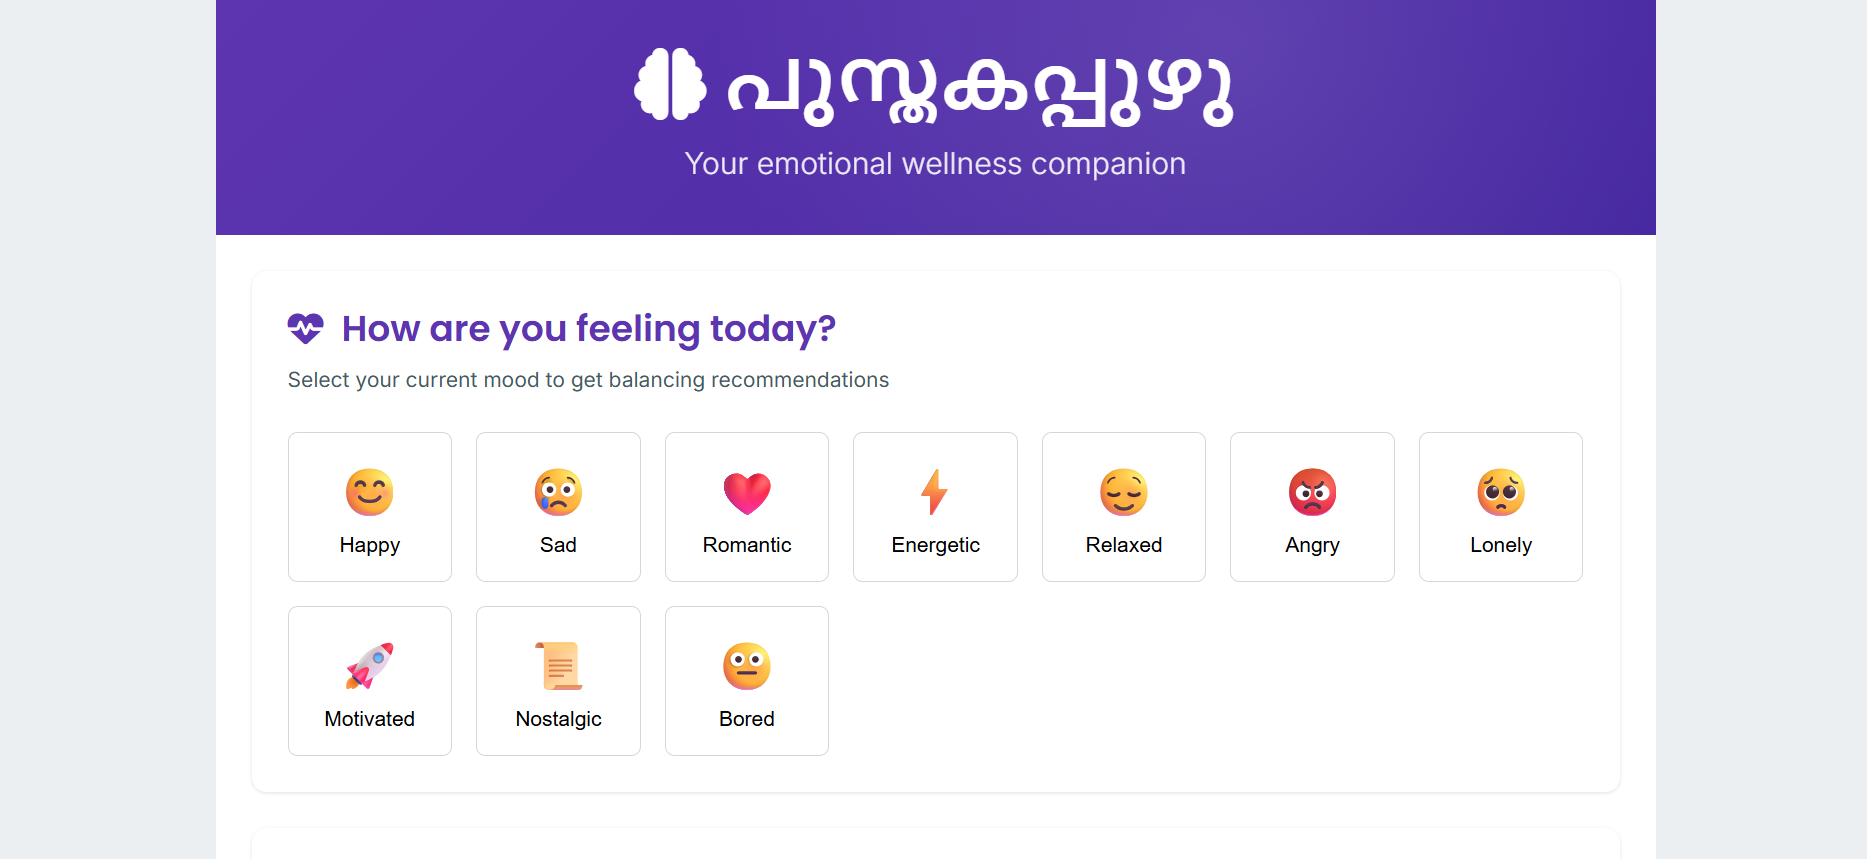 പുസ്തകപ്പുഴു
Your emotional wellness companion
How are you feeling today?
Select your current mood to get balancing recommendations
Happy
Sad
Romantic
Energetic
Relaxed
Angry
Lonely
Motivated
Nostalgic
Bored